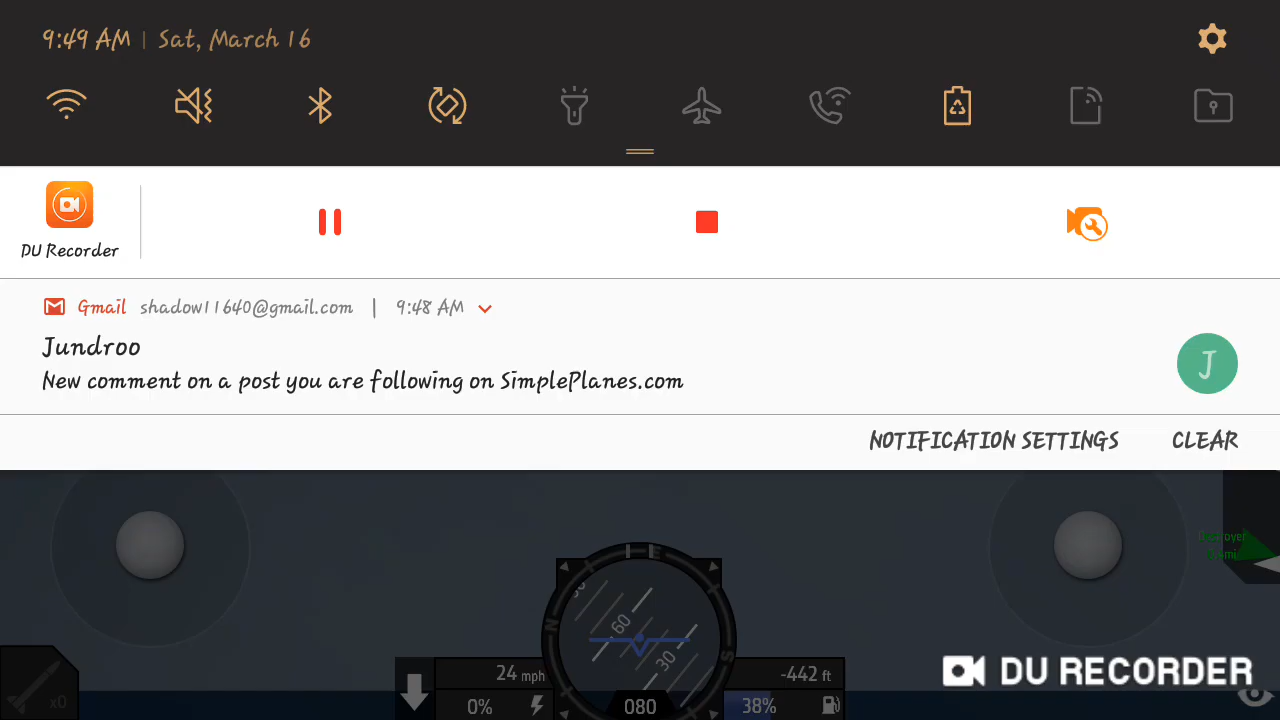 9:49 AM | Sat, March 16
DU Recorder
Gmail shadow11640@gmail.com | 9:48 AM
Jundroo
J
New comment on a post you are following on SimplePlanes.com
NOTIFICATION SETTINGS CLEAR
Destroyer
E
N
S
60
30
x0
24 mph
-442 ft
0%
080
38%
DU RECORDER